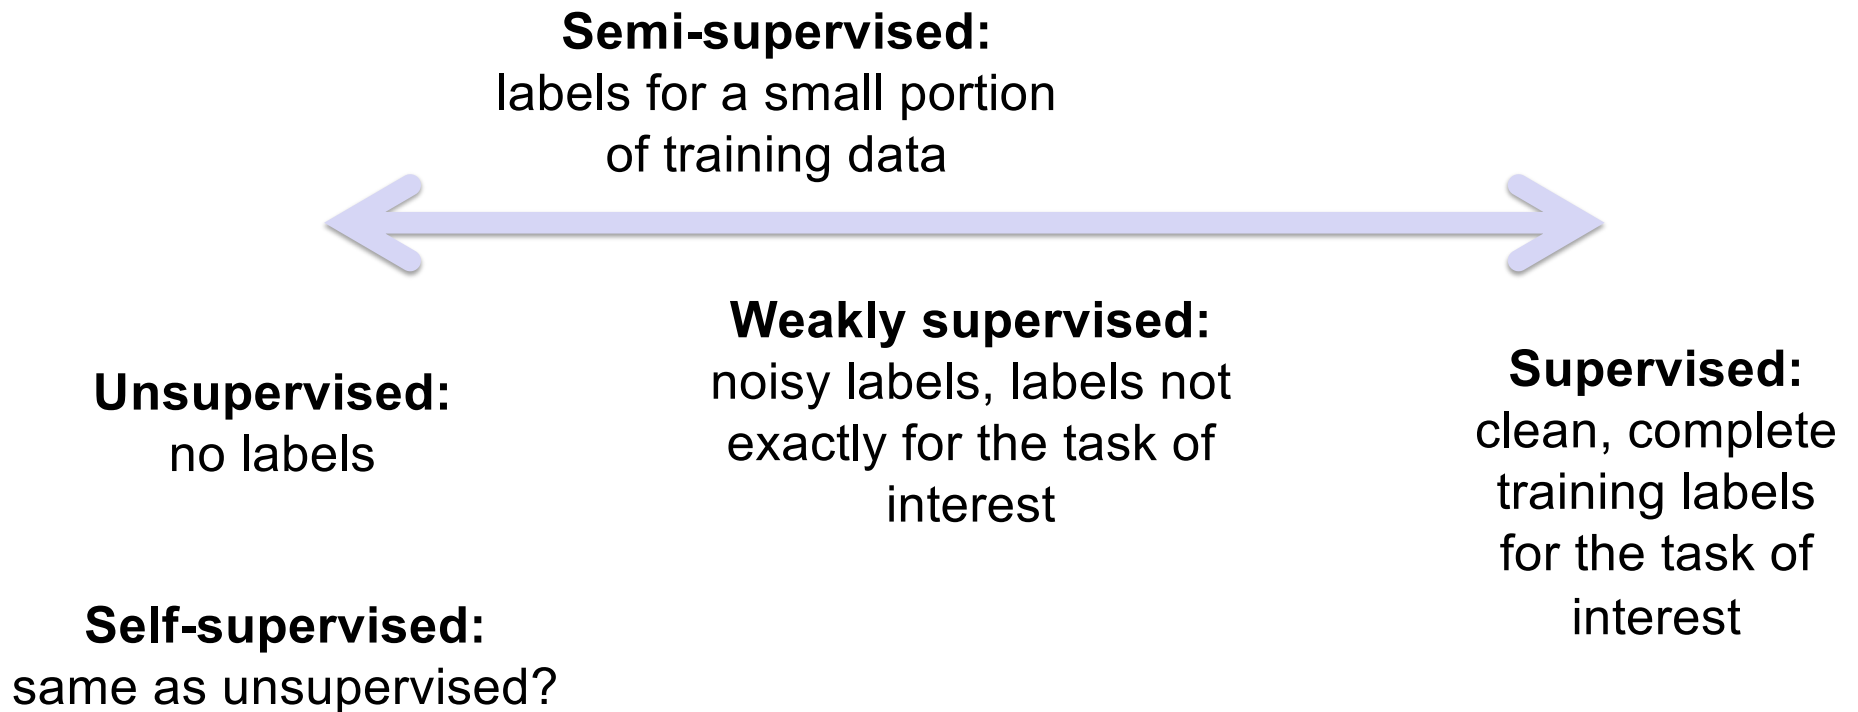 Semi-supervised:
labels for a small portion
of training data
Weakly supervised:
noisy labels, labels not
exactly for the task of
interest
Unsupervised:
no labels
Supervised:
clean, complete
training labels
for the task of
interest
Self-supervised:
same as unsupervised?